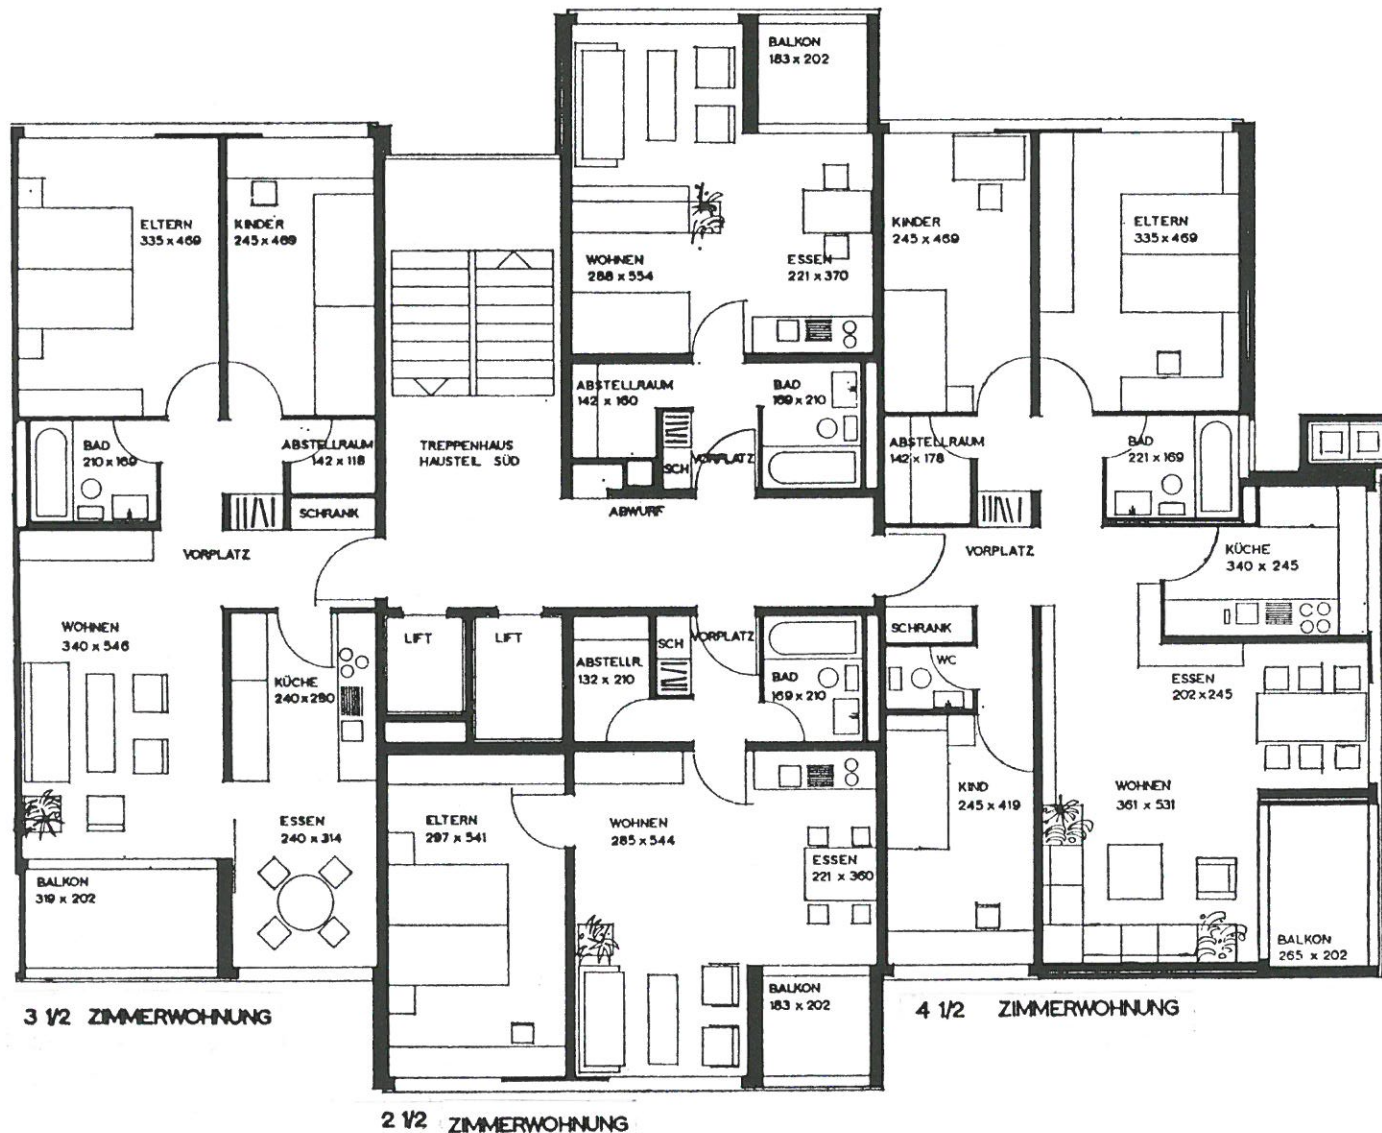 BALKON
183 x 202
ELTERN
335 x 469
KINDER
245 x 469
WOHNEN
288 x 554
ESSEN
221 x 370
KINDER
245 x 469
ELTERN
335 x 469
BAD
210 x 169
ABSTELLRAUM
142 x 118
SCHRANK
TREPPENHAUS
HAUSTEIL SÜD
ABSTELLRAUM
142 x 160
SCH
VORPLATZ
BAD
169 x 210
ABWURF
ABSTELLRAUM
142 x 178
BAD
221 x 169
VORPLATZ
VORPLATZ
KÜCHE
340 x 245
WOHNEN
340 x 546
KÜCHE
240 x 280
LIFT
LIFT
ABSTELLR.
132 x 210
SCH
VORPLATZ
BAD
169 x 210
SCHRANK
WC
ESSEN
202 x 245
KIND
245 x 419
WOHNEN
361 x 531
ESSEN
240 x 314
ELTERN
297 x 541
WOHNEN
285 x 544
ESSEN
221 x 360
BALKON
319 x 202
BALKON
183 x 202
BALKON
265 x 202
3 1/2 ZIMMERWOHNUNG
4 1/2 ZIMMERWOHNUNG
2 1/2 ZIMMERWOHNUNG